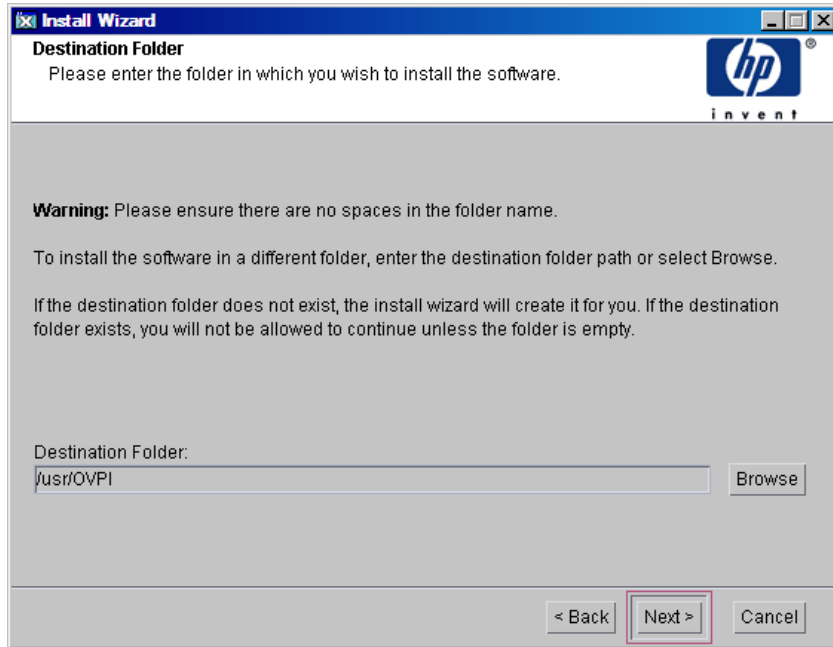 Install Wizard
Destination Folder
Please enter the folder in which you wish to install the software.
hp
®
invent
Warning: Please ensure there are no spaces in the folder name.
To install the software in a different folder, enter the destination folder path or select Browse.
If the destination folder does not exist, the install wizard will create it for you. If the destination
folder exists, you will not be allowed to continue unless the folder is empty.
Destination Folder:
/usr/OVPI
Browse
< Back
Next >
Cancel